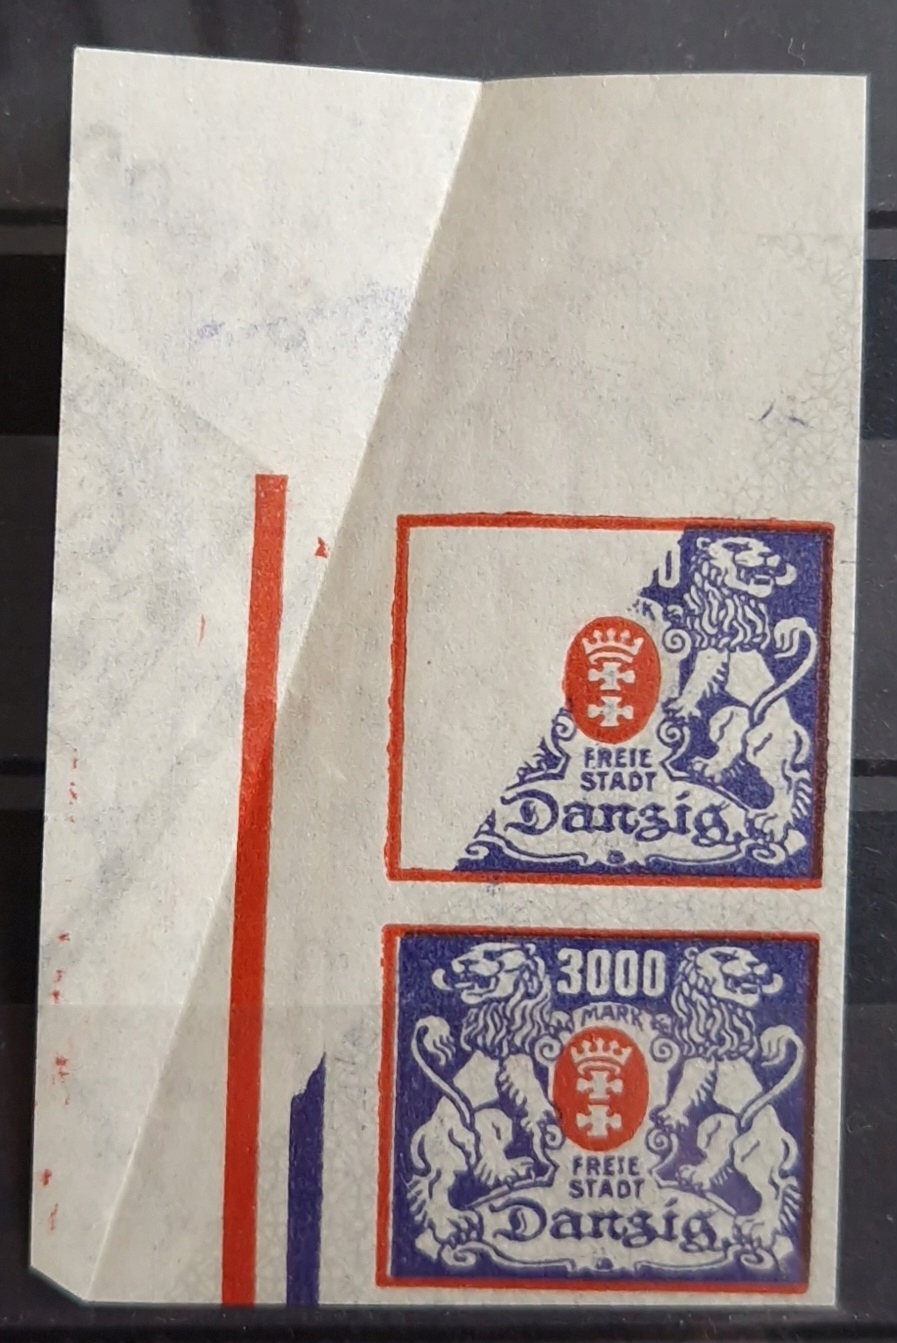 FREIE
STADT
Danzig
3000
MARK
FREIE
STADT
Danzig